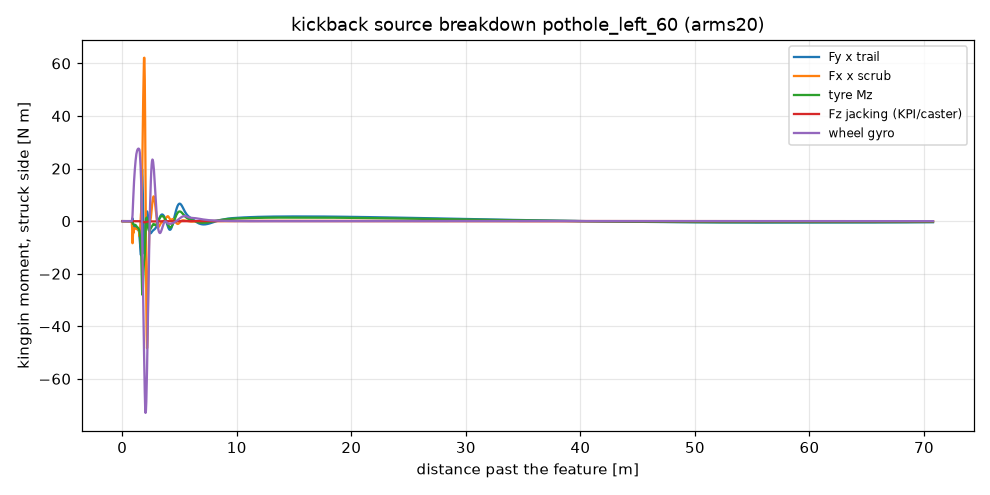 kickback source breakdown pothole_left_60 (arms20)
Fy x trail
Fx x scrub
tyre Mz
Fz jacking (KPI/caster)
wheel gyro
kingpin moment, struck side [N m]
60
40
20
0
−20
−40
−60
0 10 20 30 40 50 60 70
distance past the feature [m]